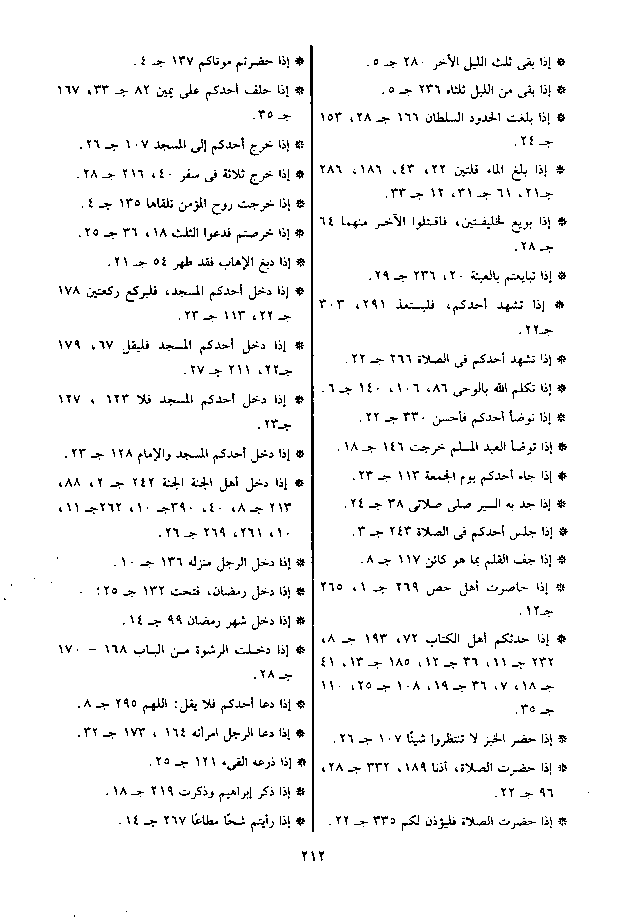 * إذا بقى ثلث الليل الآخر ٢٨٠ جـ ٥.
* إذا بقى من الليل ثلثاه ٢٣٦ جـ ٥.
* إذا بلغت الحدود السلطان ١٦٦ جـ ٢٨، ١٥٣
جـ ٢٤.
* إذا بلغ الماء قلتين ٢٢، ٤٣، ١٨٦، ٢٨٦
جـ٢١، ٦١ جـ ٣١، ١٢ جـ ٣٣.
* إذا بويع لخليفتين، فاقتلوا الآخر منهما ٦٤
جـ ٢٨.
* إذا تبايعتم بالعينة ٢٠، ٢٣٦ جـ ٢٩.
* إذا تشهد أحدكم، فليستعذ ٢٩١، ٣٠٣
جـ٢٢.
* إذا تشهد أحدكم فى الصلاة ٢٦٦ جـ ٢٢.
* إذا تكلم الله بالوحى ٨٦، ١٠٦، ١٤٠ جـ ٦.
* إذا توضأ أحدكم فأحسن ٣٣٠ جـ ٢٢.
* إذا توضأ العبد المسلم خرجت ١٤٦ جـ ١٨.
* إذا جاء أحدكم يوم الجمعة ١١٣ جـ ٢٣.
* إذا جد به السير صلى صلاتى ٣٨ جـ ٢٤.
* إذا جلس أحدكم فى الصلاة ٢٤٣ جـ ٣.
* إذا جف القلم بما هو كائن ١١٧ جـ ٨.
* إذا حاصرت أهل حصن ٢٦٩ جـ ١، ٢٦٥
جـ١٢.
* إذا حدثكم أهل الكتاب ٧٢، ١٩٣ جـ ٨،
٢٣٢ جـ ١١، ٣٦ جـ ١٢، ١٨٥ جـ ١٣، ٤١
جـ ١٨، ٧، ٣٦ جـ ١٩، ١٠٨ جـ ٢٥، ١١٠
جـ ٣٥.
* إذا حضر الخبز لا تنتظروا شيئًا ١٠٧ جـ ٢٦.
* إذا حضرت الصلاة، أذنا ١٨٩، ٣٣٢ جـ ٢٨،
٩٦ جـ ٢٢.
* إذا حضرت الصلاة فليؤذن لكم ٣٣٥ جـ ٢٢.
* إذا حضرتم موتاكم ١٣٧ جـ ٤.
* إذا حلف أحدكم على يمين ٨٢ جـ ٣٣، ١٦٧
جـ ٣٥.
* إذا خرج أحدكم إلى المسجد ١٠٧ جـ ٢٦.
* إذا خرج ثلاثة فى سفر ٤٠، ٢١٦ جـ ٢٨.
* إذا خرجت روح المؤمن تلقاها ١٣٥ جـ ٤.
* إذا خرصتم فدعوا الثلث ١٨، ٣٦ جـ ٢٥.
* إذا دبغ الإهاب فقد طهر ٥٤ جـ ٢١.
* إذا دخل أحدكم المسجد، فليركع ركعتين ١٧٨
جـ ٢٢، ١١٣ جـ ٢٣.
* إذا دخل أحدكم المسجد فليقل ٦٧، ١٧٩
جـ٢٢، ٢١١ جـ ٢٧.
* إذا دخل أحدكم المسجد فلا ١٢٣ ، ١٢٧
جـ٢٣.
* إذا دخل أحدكم المسجد والإمام ١٢٨ جـ ٢٣.
* إذا دخل أهل الجنة الجنة ٢٤٢ جـ ٢، ٨٨،
٢١٣ جـ ٨، ٤٠، ٣٩٠جـ ١٠، ٢٦٢جـ ١١،
١٠، ٢٦١، ٢٦٩ جـ ٢٦.
* إذا دخل الرجل منزله ١٣٦ جـ ١٠.
* إذا دخل رمضان، فتحت ١٣٢ جـ ٢٥.
* إذا دخل شهر رمضان ٩٩ جـ ١٤.
* إذا دخلت الرشوة من الباب ١٦٨ - ١٧٠
جـ ٢٨.
* إذا دعا أحدكم فلا يقل: اللهم ٢٩٥ جـ ٨.
* إذا دعا الرجل امرأته ١٦٤ ، ١٧٣ جـ ٣٢.
* إذا ذرعه القىء ١٢١ جـ ٢٥.
* إذا ذكر إبراهيم وذكرت ٢١٩ جـ ١٨.
* إذا رأيتم شحًا مطاعًا ٢٦٧ جـ ١٤.
٢١٢